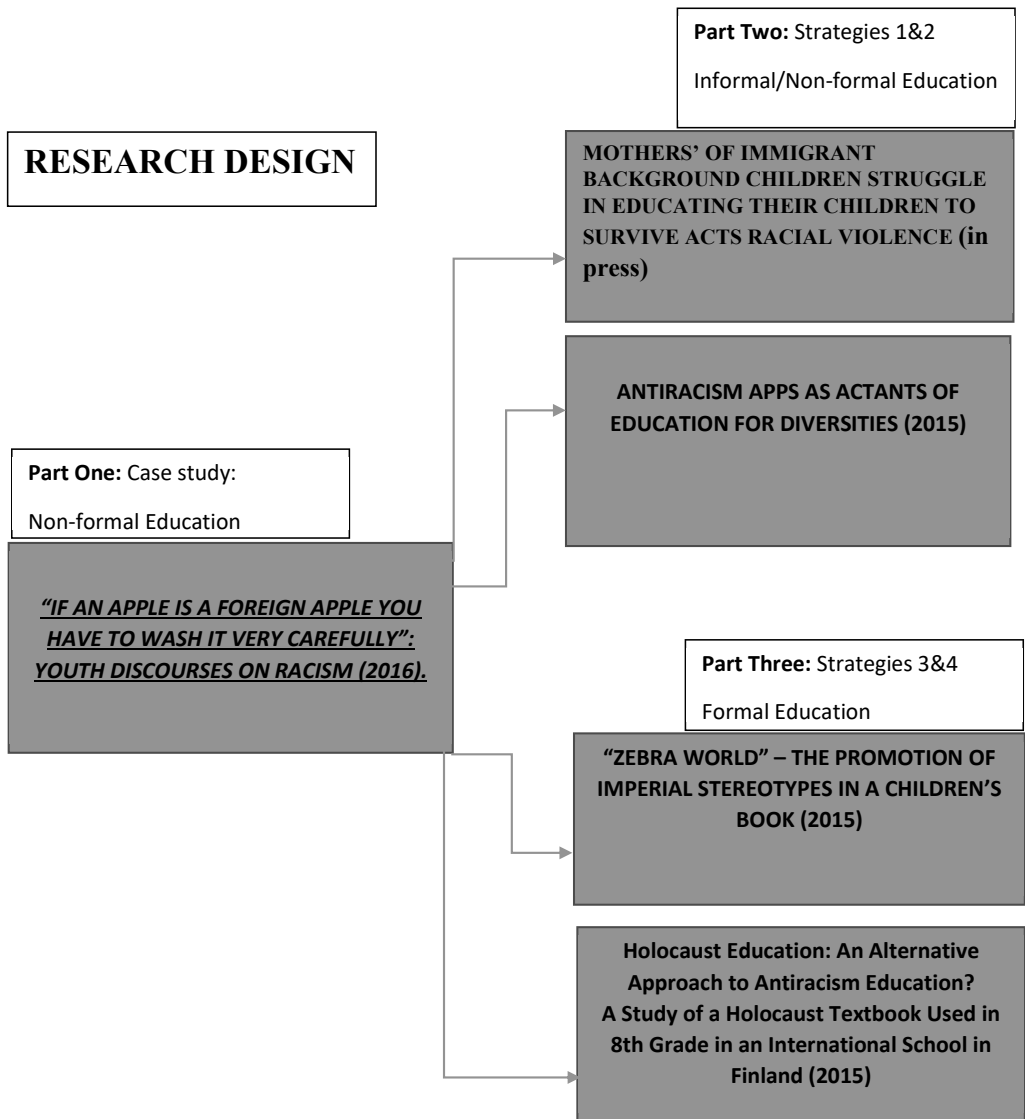 RESEARCH DESIGN
Part One: Case study:
Non-formal Education
“IF AN APPLE IS A FOREIGN APPLE YOU
HAVE TO WASH IT VERY CAREFULLY”:
YOUTH DISCOURSES ON RACISM (2016).
Part Two: Strategies 1&2
Informal/Non-formal Education
MOTHERS’ OF IMMIGRANT
BACKGROUND CHILDREN STRUGGLE
IN EDUCATING THEIR CHILDREN TO
SURVIVE ACTS RACIAL VIOLENCE (in
press)
ANTIRACISM APPS AS ACTANTS OF
EDUCATION FOR DIVERSITIES (2015)
Part Three: Strategies 3&4
Formal Education
“ZEBRA WORLD” – THE PROMOTION OF
IMPERIAL STEREOTYPES IN A CHILDREN’S
BOOK (2015)
Holocaust Education: An Alternative
Approach to Antiracism Education?
A Study of a Holocaust Textbook Used in
8th Grade in an International School in
Finland (2015)